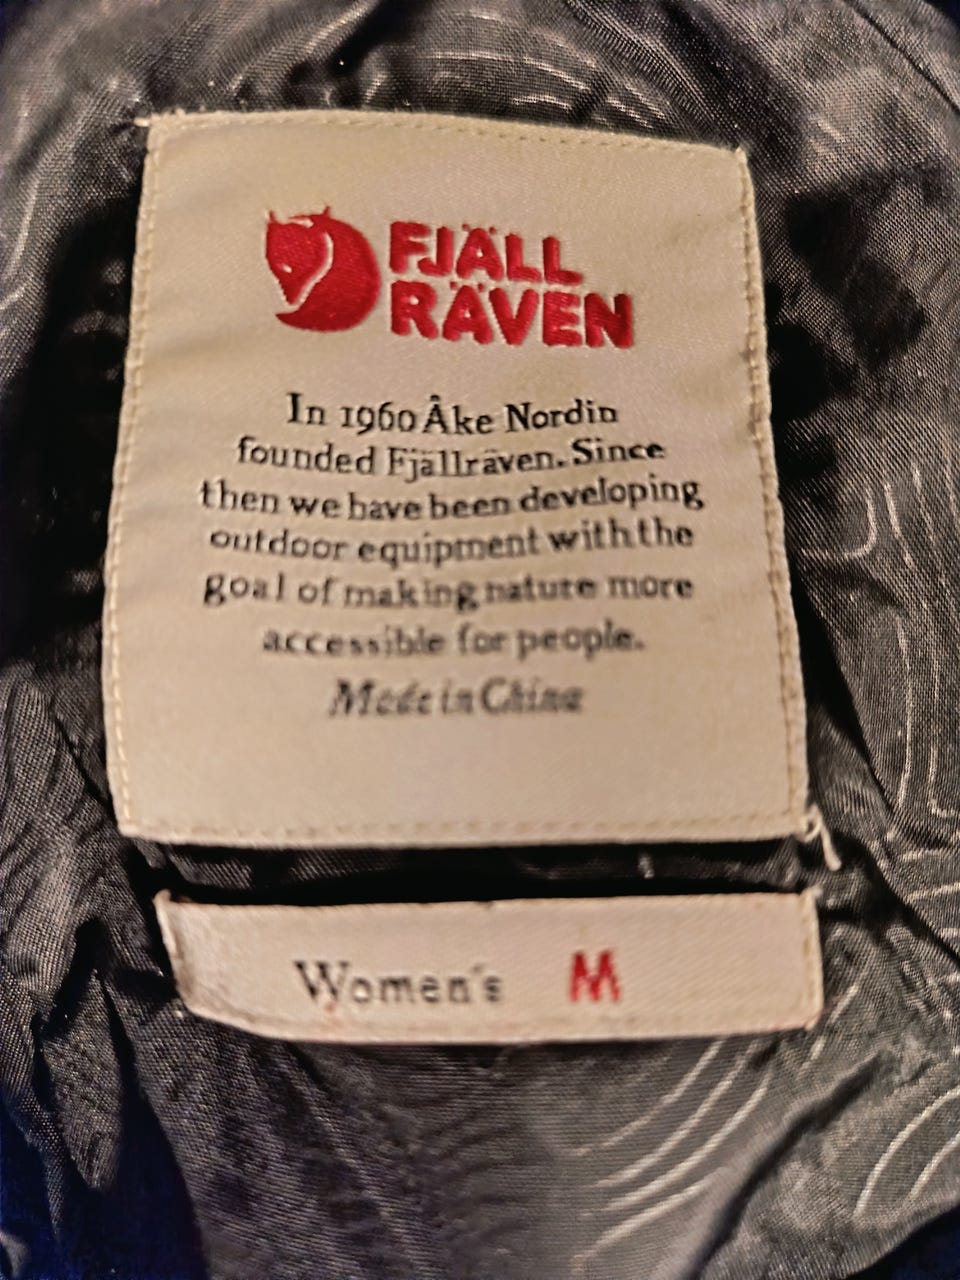 FJÄLL
RÄVEN
In 1960 Åke Nordin
founded Fjällräven. Since
then we have been developing
outdoor equipment with the
goal of making nature more
accessible for people.
Made in China
Women's M